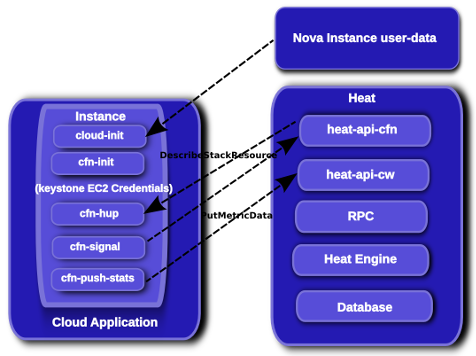 Nova Instance user-data
Instance
cloud-init
cfn-init
(keystone EC2 Credentials)
cfn-hup
cfn-signal
cfn-push-stats
Cloud Application
DescribeStackResource
PutMetricData
Heat
heat-api-cfn
heat-api-cw
RPC
Heat Engine
Database